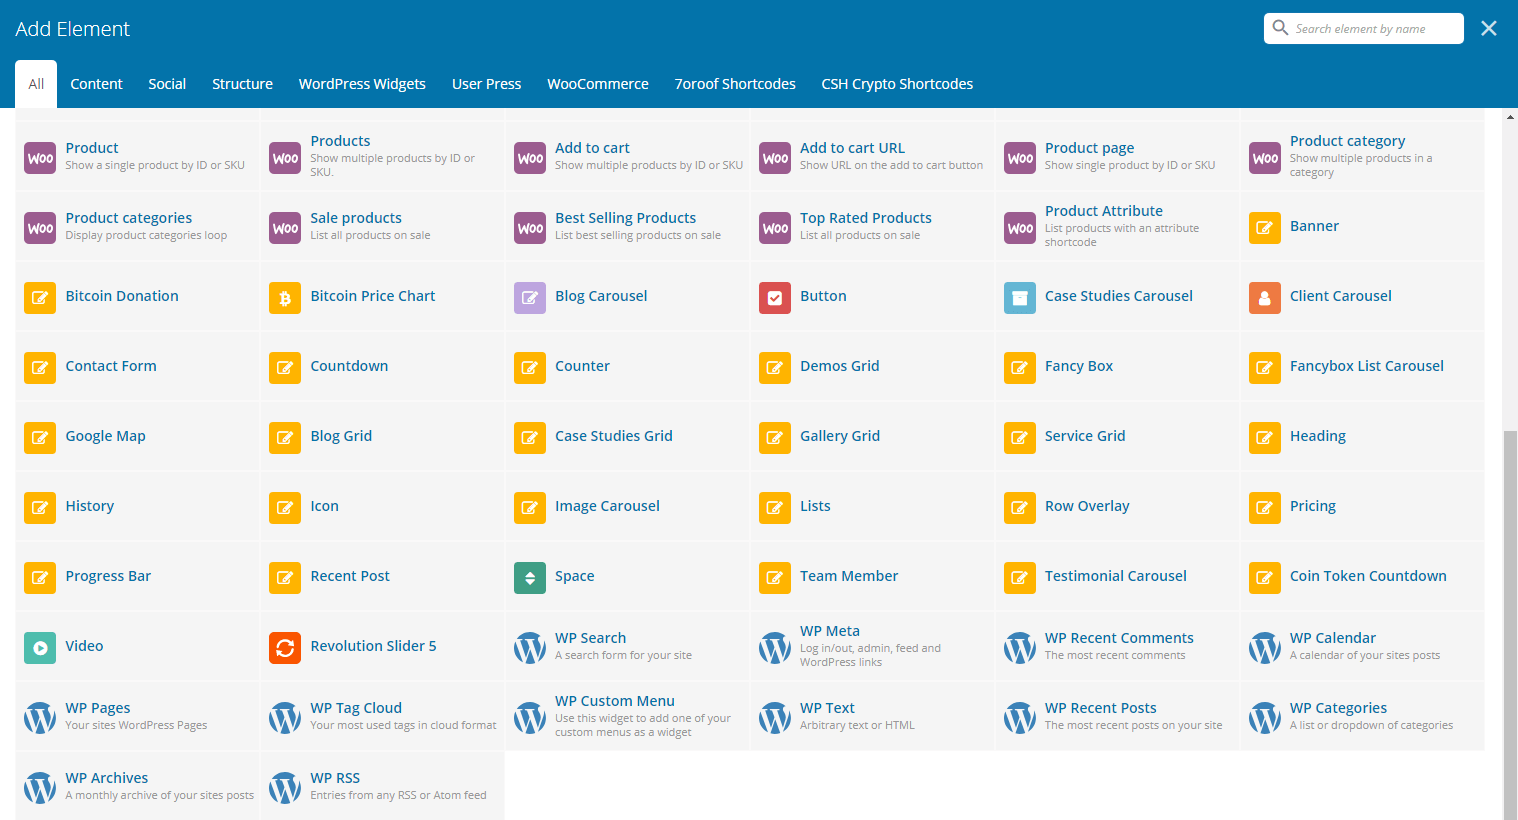 Add Element
Search element by name
All Content Social Structure WordPress Widgets User Press WooCommerce 7oroof Shortcodes CSH Crypto Shortcodes
WOO Product
Show a single product by ID or SKU
WOO Products
Show multiple products by ID or
SKU.
WOO Add to cart
Show multiple products by ID or SKU
WOO Add to cart URL
Show URL on the add to cart button
WOO Product page
Show single product by ID or SKU
WOO Product category
Show multiple products in a
category
WOO Product categories
Display product categories loop
WOO Sale products
List all products on sale
WOO Best Selling Products
List best selling products on sale
WOO Top Rated Products
List all products on sale
WOO Product Attribute
List products with an attribute
shortcode
Banner
Bitcoin Donation
Bitcoin Price Chart
Blog Carousel
Button
Case Studies Carousel
Client Carousel
Contact Form
Countdown
Counter
Demos Grid
Fancy Box
Fancybox List Carousel
Google Map
Blog Grid
Case Studies Grid
Gallery Grid
Service Grid
Heading
History
Icon
Image Carousel
Lists
Row Overlay
Pricing
Progress Bar
Recent Post
Space
Team Member
Testimonial Carousel
Coin Token Countdown
Video
Revolution Slider 5
WP Search
A search form for your site
WP Meta
Log in/out, admin, feed and
WordPress links
WP Recent Comments
The most recent comments
WP Calendar
A calendar of your sites posts
WP Pages
Your sites WordPress Pages
WP Tag Cloud
Your most used tags in cloud format
WP Custom Menu
Use this widget to add one of your
custom menus as a widget
WP Text
Arbitrary text or HTML
WP Recent Posts
The most recent posts on your site
WP Categories
A list or dropdown of categories
WP Archives
A monthly archive of your sites posts
WP RSS
Entries from any RSS or Atom feed